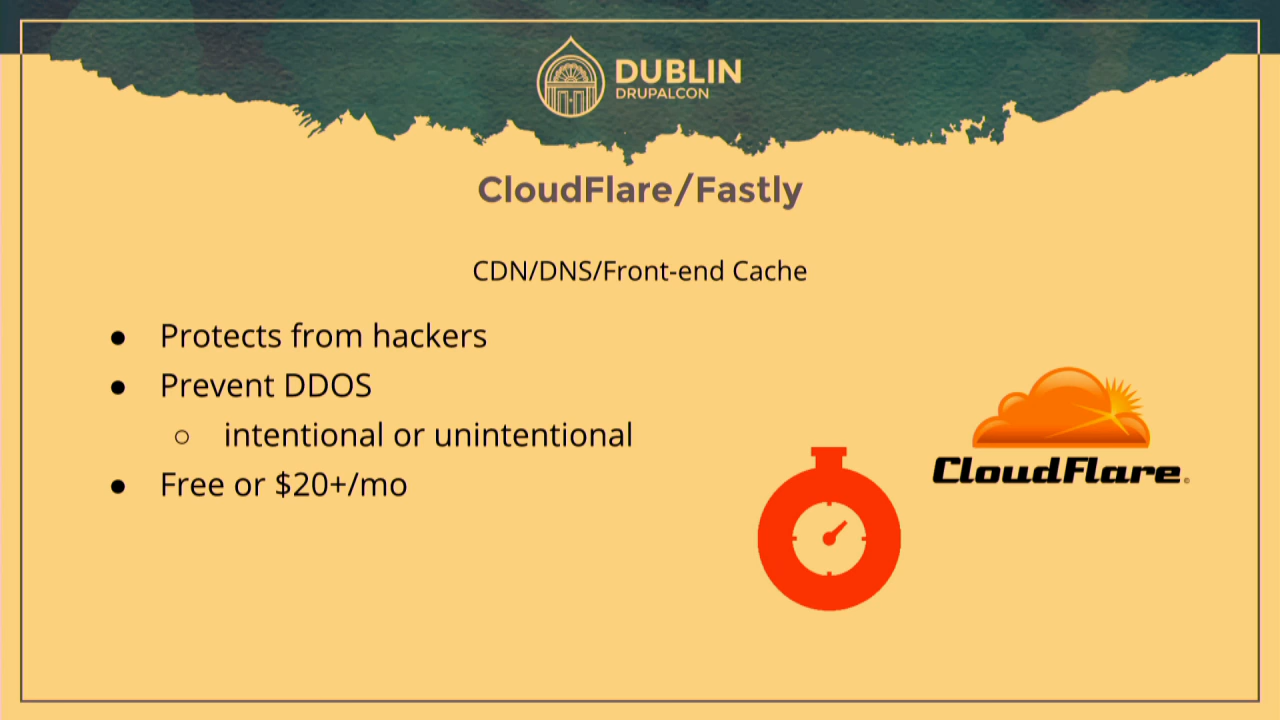 DUBLIN
DRUPALCON
CloudFlare/Fastly
CDN/DNS/Front-end Cache
● Protects from hackers
● Prevent DDOS
○ intentional or unintentional
● Free or $20+/mo
CloudFlare